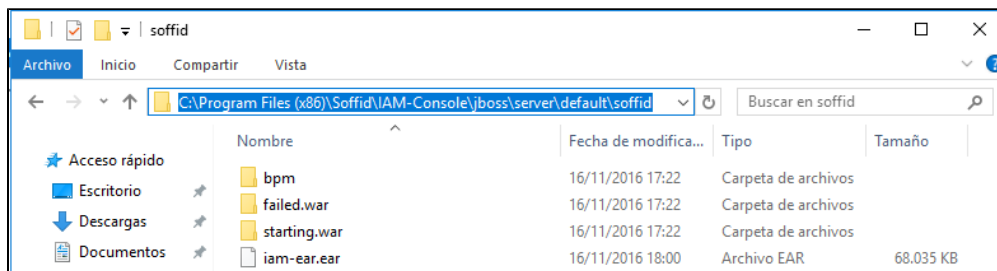 soffid
Archivo Inicio Compartir Vista
C:\Program Files (x86)\Soffid\IAM-Console\jboss\server\default\soffid Buscar en soffid
Nombre Fecha de modifica... Tipo Tamaño
Acceso rápido
Escritorio
Descargas
Documentos
bpm 16/11/2016 17:22 Carpeta de archivos
failed.war 16/11/2016 17:22 Carpeta de archivos
starting.war 16/11/2016 17:22 Carpeta de archivos
iam-ear.ear 16/11/2016 18:00 Archivo EAR 68.035 KB